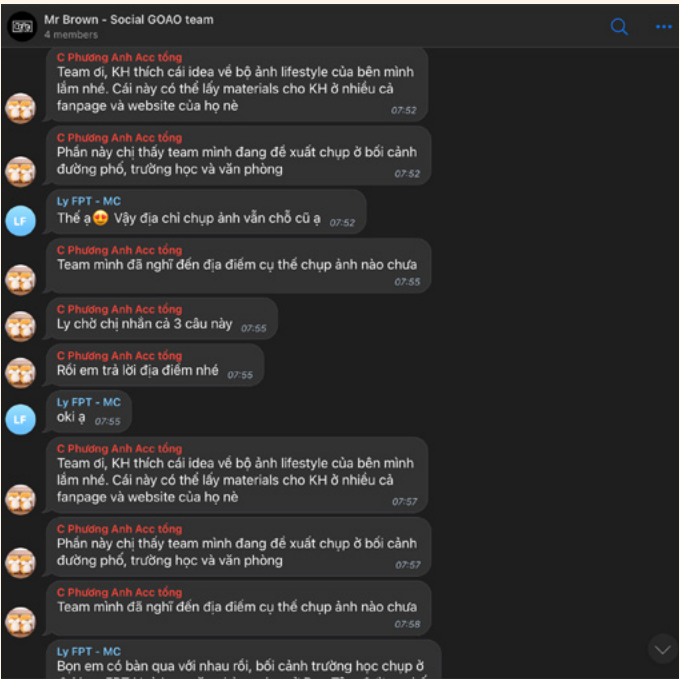 Mr Brown - Social GOAO team
4 members
C Phương Anh Acc tổng
Team ơi, KH thích cái idea về bộ ảnh lifestyle của bên mình
lắm nhé. Cái này có thể lấy materials cho KH ở nhiều cả
fanpage và website của họ nè
07:52
C Phương Anh Acc tổng
Phần này chị thấy team mình đang đề xuất chụp ở bối cảnh
đường phố, trường học và văn phòng
07:52
Ly FPT - MC
LF
Thế ạ😍 Vậy địa chỉ chụp ảnh vẫn chỗ cũ ạ 07:52
C Phương Anh Acc tổng
Team mình đã nghĩ đến địa điểm cụ thể chụp ảnh nào chưa
07:55
C Phương Anh Acc tổng
Ly chờ chị nhắn cả 3 câu này 07:55
C Phương Anh Acc tổng
Rồi em trả lời địa điểm nhé 07:55
Ly FPT - MC
LF
oki ạ 07:55
C Phương Anh Acc tổng
Team ơi, KH thích cái idea về bộ ảnh lifestyle của bên mình
lắm nhé. Cái này có thể lấy materials cho KH ở nhiều cả
fanpage và website của họ nè
07:57
C Phương Anh Acc tổng
Phần này chị thấy team mình đang đề xuất chụp ở bối cảnh
đường phố, trường học và văn phòng
07:57
C Phương Anh Acc tổng
Team mình đã nghĩ đến địa điểm cụ thể chụp ảnh nào chưa
07:58
Ly FPT - MC
Bọn em có bàn qua với nhau rồi, bối cảnh trường học chụp ở